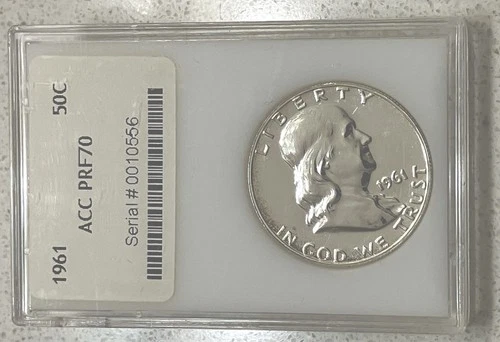 1961 50C
ACC PRF70
Serial # 0010556
LIBERTY
1961
IN GOD WE TRUST